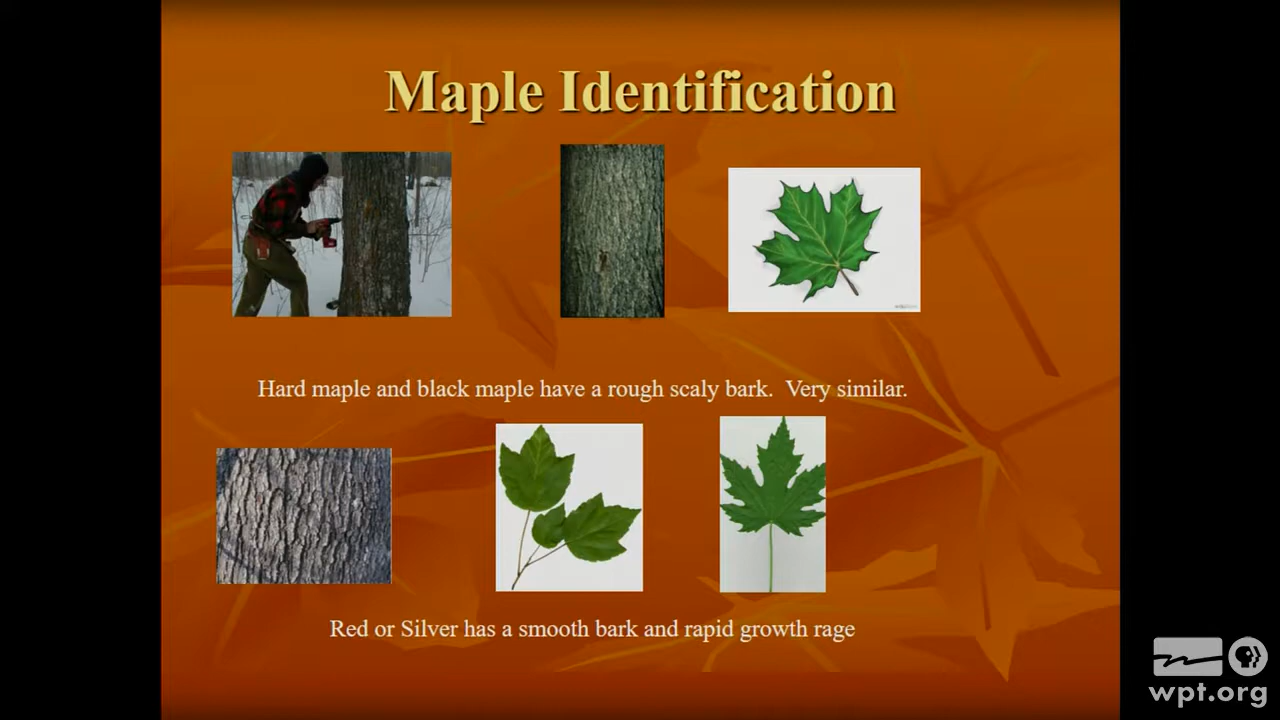 Maple Identification
Hard maple and black maple have a rough scaly bark. Very similar.
Red or Silver has a smooth bark and rapid growth rage
wpt.org